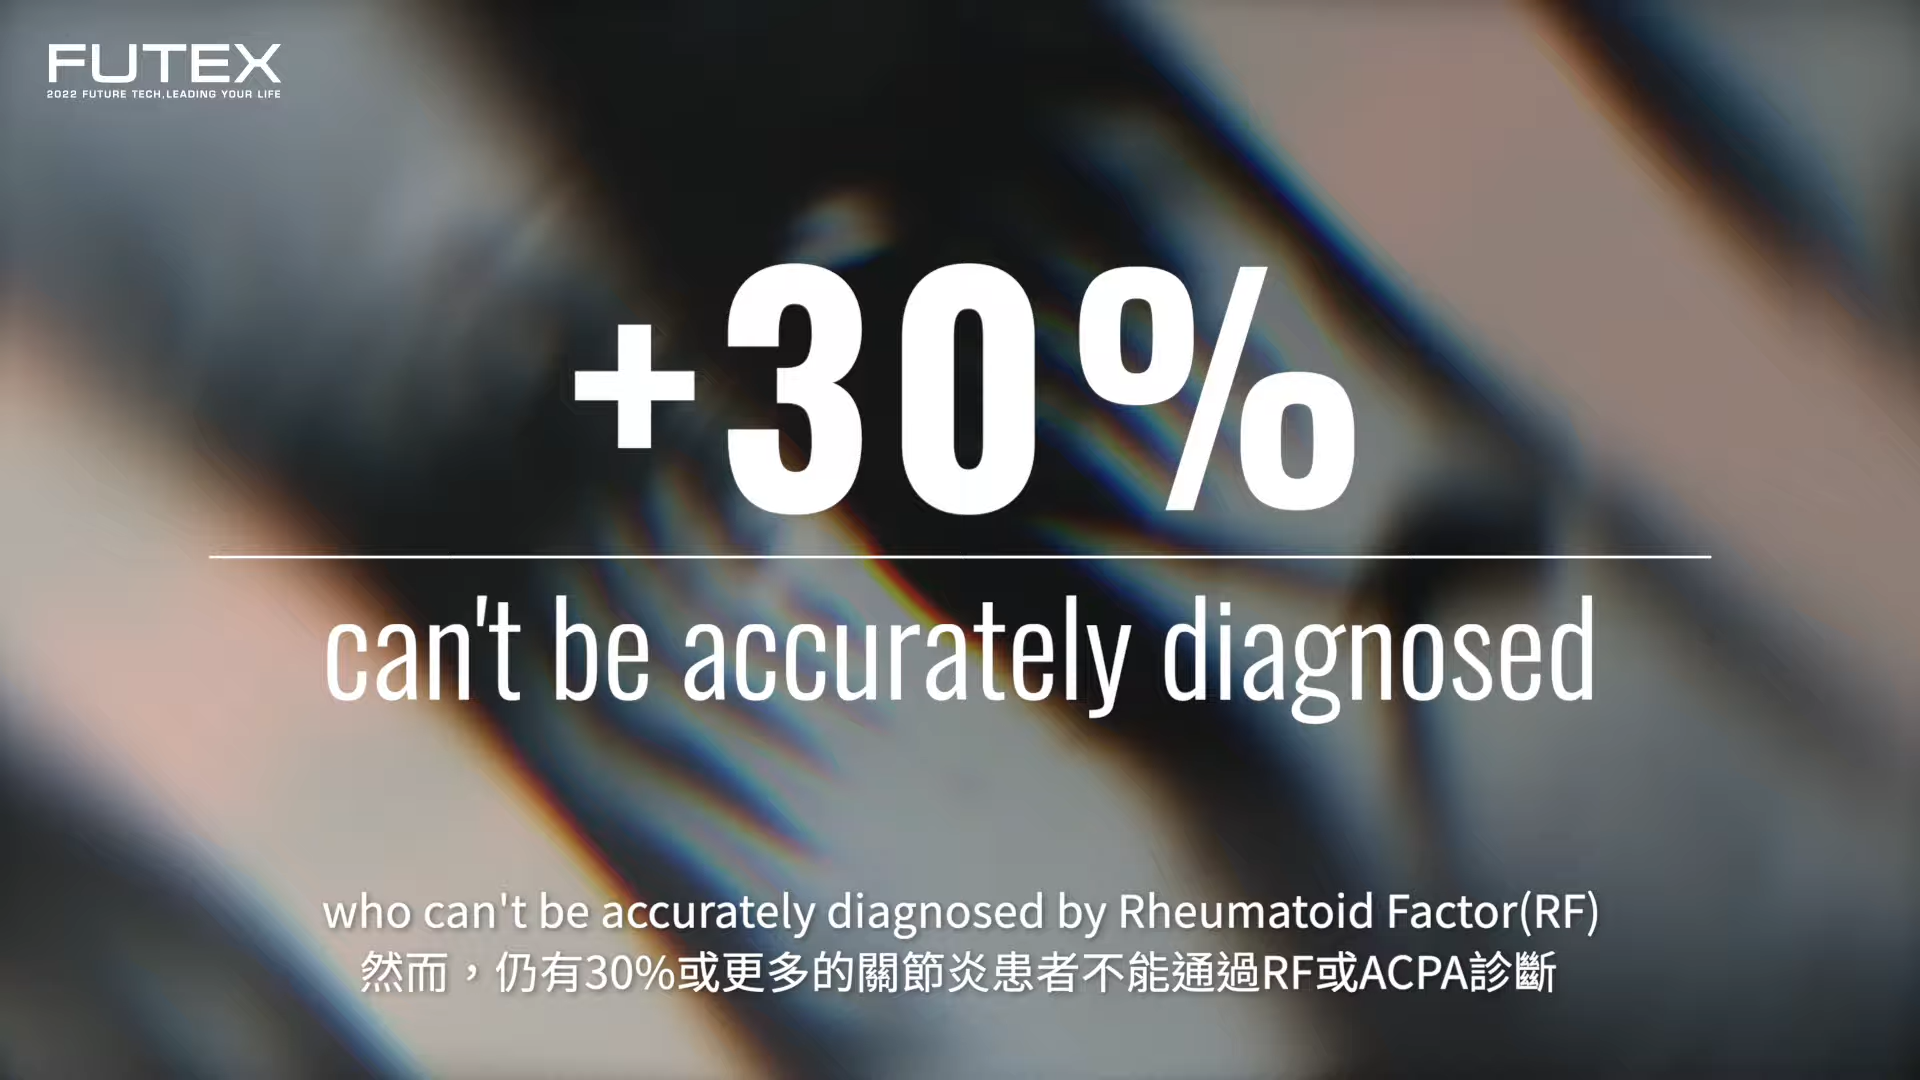 FUTEX
2022 FUTURE TECH,LEADING YOUR LIFE
+30%
can't be accurately diagnosed
who can't be accurately diagnosed by Rheumatoid Factor(RF)
然而，仍有30%或更多的關節炎患者不能通過RF或ACPA診斷